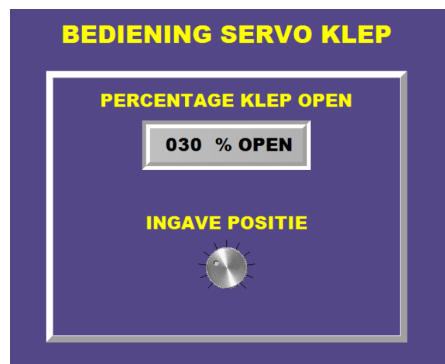 BEDIENING SERVO KLEP
PERCENTAGE KLEP OPEN
030 % OPEN
INGAVE POSITIE